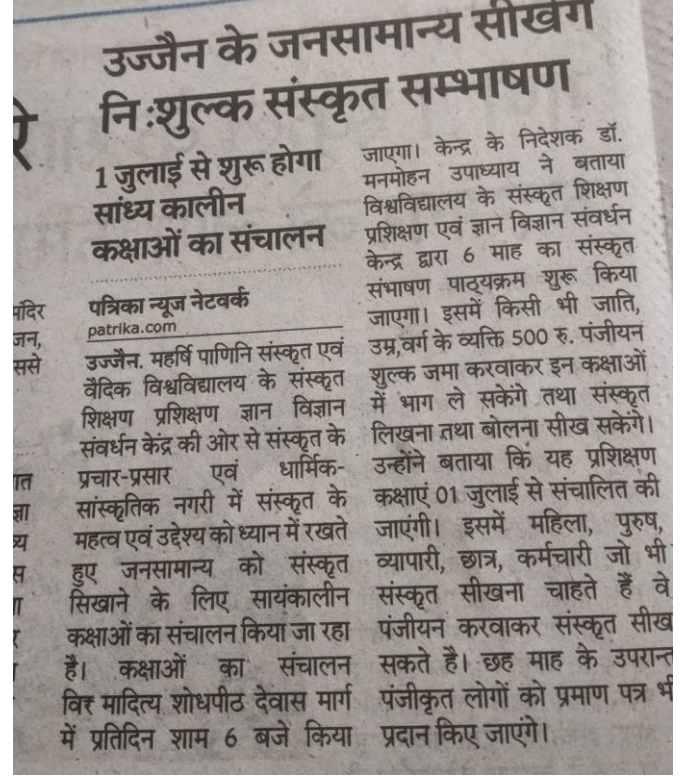 उज्जैन के जनसामान्य सीखेंगे
नि:शुल्क संस्कृत सम्भाषण
1 जुलाई से शुरू होगा
सांध्य कालीन
कक्षाओं का संचालन
पत्रिका न्यूज नेटवर्क
patrika.com
उज्जैन. महर्षि पाणिनि संस्कृत एवं
वैदिक विश्वविद्यालय के संस्कृत
शिक्षण प्रशिक्षण ज्ञान विज्ञान
संवर्धन केंद्र की ओर से संस्कृत के
प्रचार-प्रसार एवं धार्मिक-
सांस्कृतिक नगरी में संस्कृत के
महत्व एवं उद्देश्य को ध्यान में रखते
हुए जनसामान्य को संस्कृत
सिखाने के लिए सायंकालीन
कक्षाओं का संचालन किया जा रहा
है। कक्षाओं का संचालन
मादित्य शोधपीठ देवास मार्ग
में प्रतिदिन शाम 6 बजे किया
जाएगा। केन्द्र के निदेशक डॉ.
मनमोहन उपाध्याय ने बताया
विश्वविद्यालय के संस्कृत शिक्षण
प्रशिक्षण एवं ज्ञान विज्ञान संवर्धन
केन्द्र द्वारा 6 माह का संस्कृत
संभाषण पाठ्यक्रम शुरू किया
जाएगा। इसमें किसी भी जाति,
उम्र,वर्ग के व्यक्ति 500 रु. पंजीयन
शुल्क जमा करवाकर इन कक्षाओं
में भाग ले सकेंगे तथा संस्कृत
लिखना तथा बोलना सीख सकेंगे।
उन्होंने बताया कि यह प्रशिक्षण
कक्षाएं 01 जुलाई से संचालित की
जाएंगी। इसमें महिला, पुरुष,
व्यापारी, छात्र, कर्मचारी जो भी
संस्कृत सीखना चाहते हैं वे
पंजीयन करवाकर संस्कृत सीख
सकते है। छह माह के उपरान्त
पंजीकृत लोगों को प्रमाण पत्र भी
प्रदान किए जाएंगे।